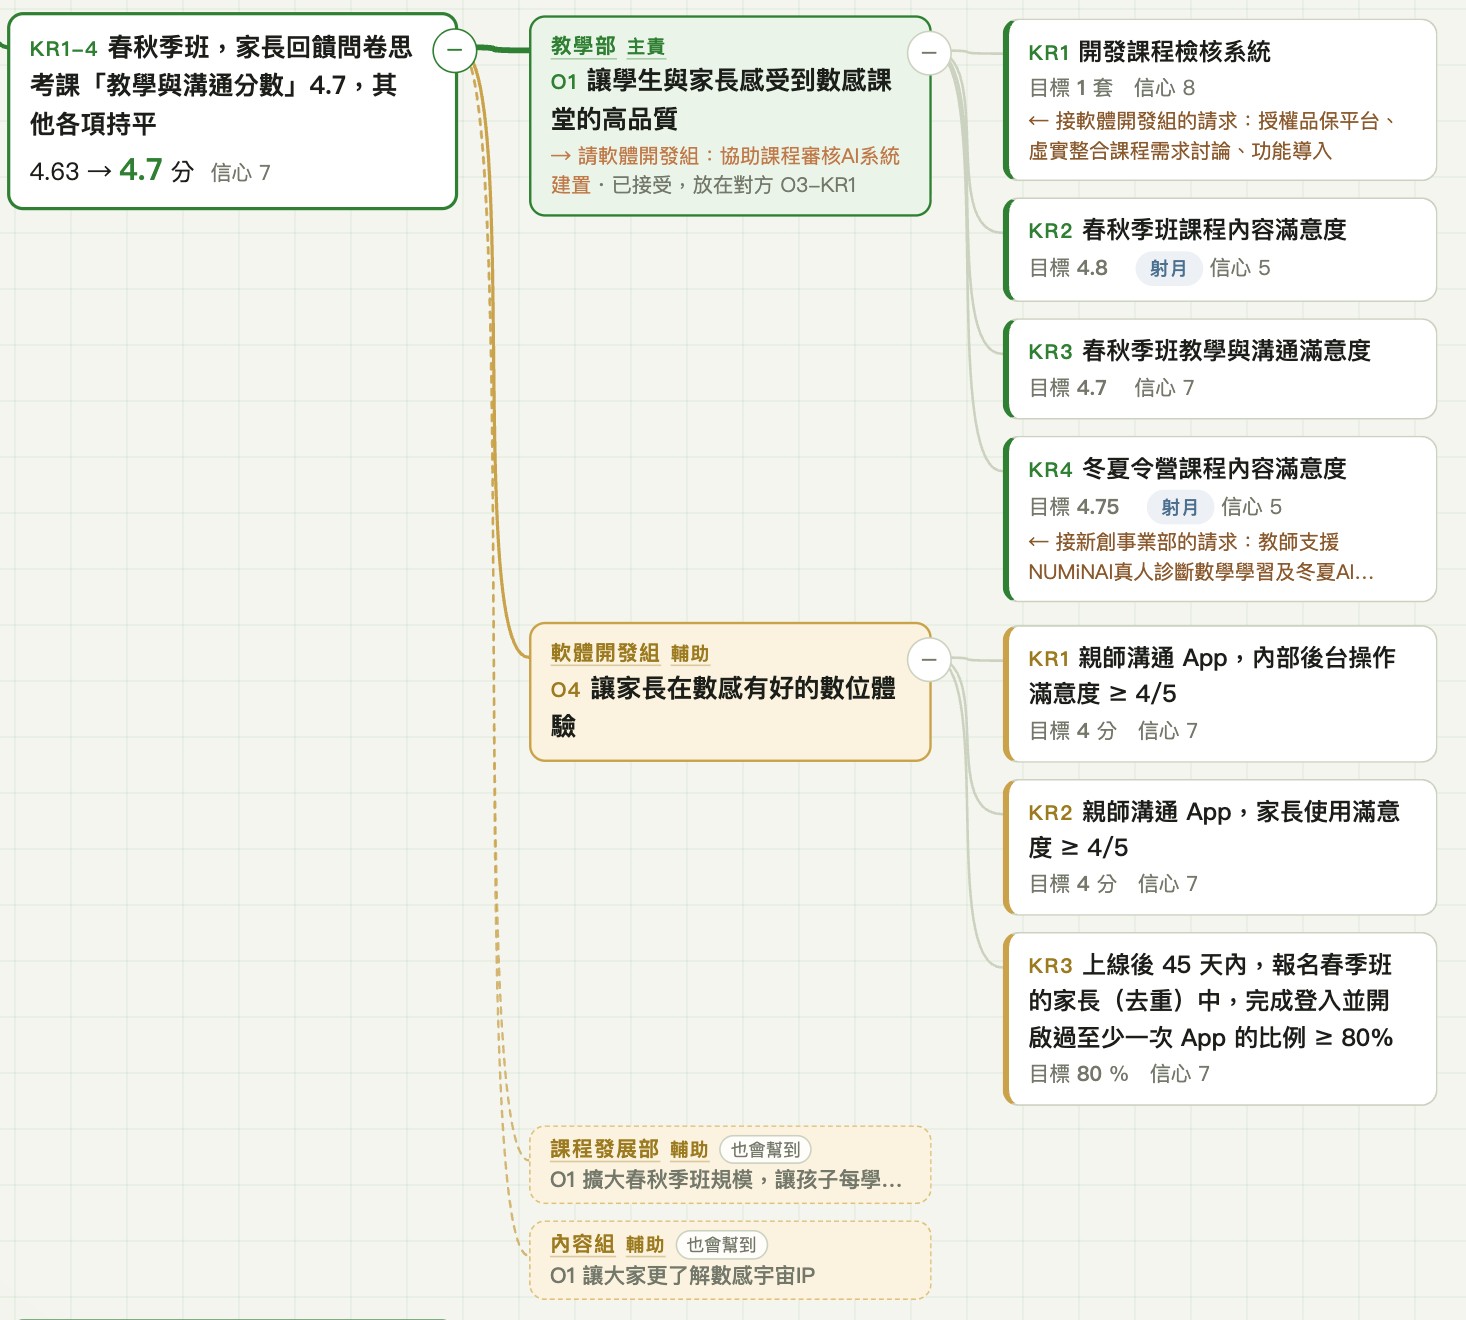 KR1-4 春秋季班，家長回饋問卷思
考課「教學與溝通分數」4.7，其
他各項持平
4.63 → 4.7 分 信心 7
教學部 主責
O1 讓學生與家長感受到數感課
堂的高品質
→ 請軟體開發組：協助課程審核AI系統
建置 · 已接受，放在對方 O3-KR1
KR1 開發課程檢核系統
目標 1 套 信心 8
← 接軟體開發組的請求：授權品保平台、
虛實整合課程需求討論、功能導入
KR2 春秋季班課程內容滿意度
目標 4.8 射月 信心 5
KR3 春秋季班教學與溝通滿意度
目標 4.7 信心 7
KR4 冬夏令營課程內容滿意度
目標 4.75 射月 信心 5
← 接新創事業部的請求：教師支援
NUMiNAI真人診斷數學學習及冬夏AI...
軟體開發組 輔助
O4 讓家長在數感有好的數位體
驗
KR1 親師溝通 App，內部後台操作
滿意度 ≥ 4/5
目標 4 分 信心 7
KR2 親師溝通 App，家長使用滿意
度 ≥ 4/5
目標 4 分 信心 7
KR3 上線後 45 天內，報名春季班
的家長（去重）中，完成登入並開
啟過至少一次 App 的比例 ≥ 80%
目標 80 % 信心 7
課程發展部 輔助 也會幫到
O1 擴大春秋季班規模，讓孩子每學...
內容組 輔助 也會幫到
O1 讓大家更了解數感宇宙IP